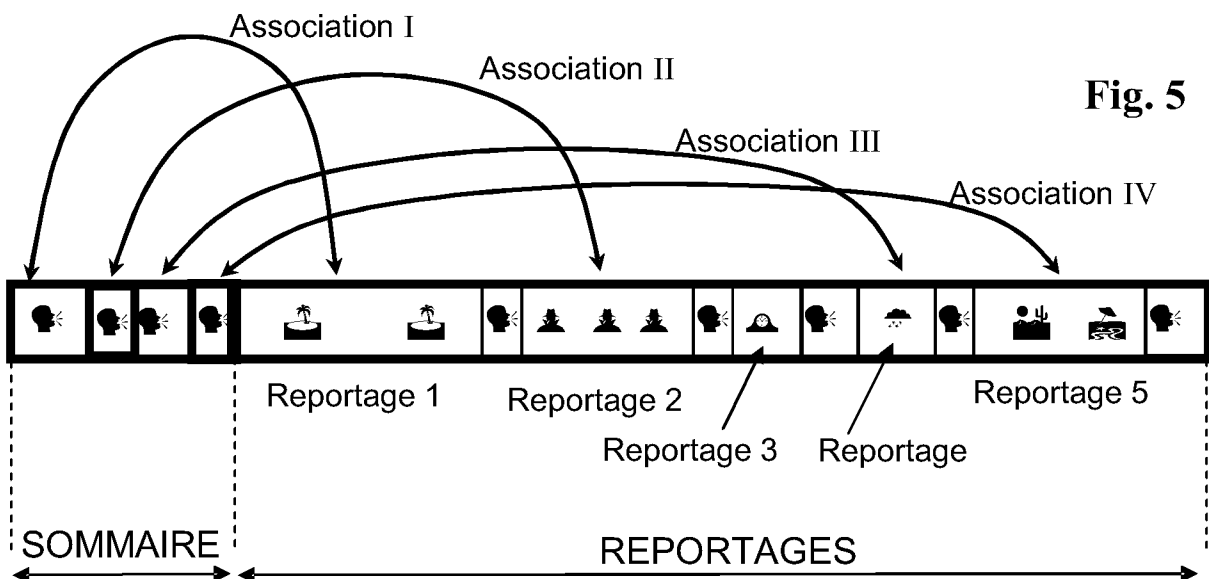 Association I
Association II
Fig. 5
Association III
Association IV
Reportage 1
Reportage 2
Reportage 5
Reportage 3
Reportage
SOMMAIRE
REPORTAGES